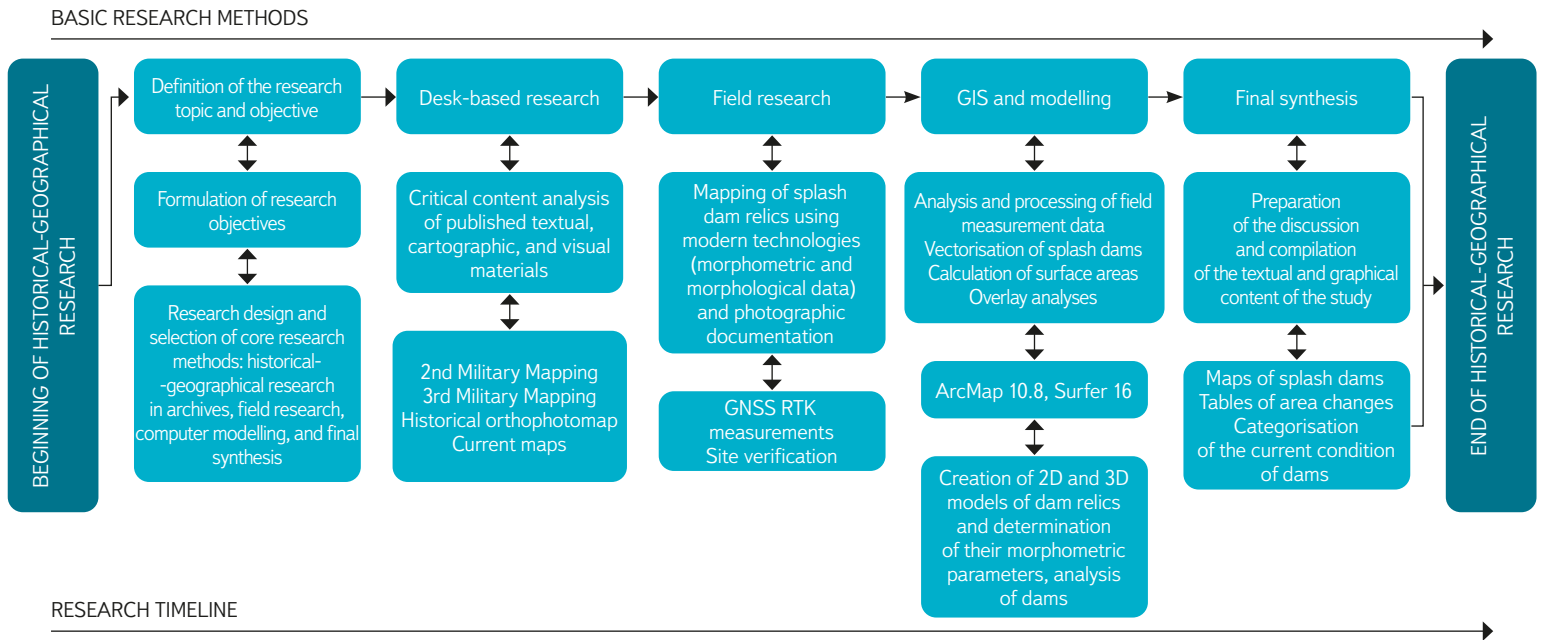 BASIC RESEARCH METHODS
BEGINNING OF HISTORICAL-GEOGRAPHICAL
RESEARCH
Definition of the research
topic and objective
Formulation of research
objectives
Research design and
selection of core research
methods: historical-
-geographical research
in archives, field research,
computer modelling, and final
synthesis
Desk-based research
Critical content analysis
of published textual,
cartographic, and visual
materials
2nd Military Mapping
3rd Military Mapping
Historical orthophotomap
Current maps
Field research
Mapping of splash
dam relics using
modern technologies
(morphometric and
morphological data)
and photographic
documentation
GNSS RTK
measurements
Site verification
GIS and modelling
Analysis and processing of field
measurement data
Vectorisation of splash dams
Calculation of surface areas
Overlay analyses
ArcMap 10.8, Surfer 16
Creation of 2D and 3D
models of dam relics
and determination
of their morphometric
parameters, analysis
of dams
Final synthesis
Preparation
of the discussion
and compilation
of the textual and graphical
content of the study
Maps of splash dams
Tables of area changes
Categorisation
of the current condition
of dams
END OF HISTORICAL-GEOGRAPHICAL
RESEARCH
RESEARCH TIMELINE